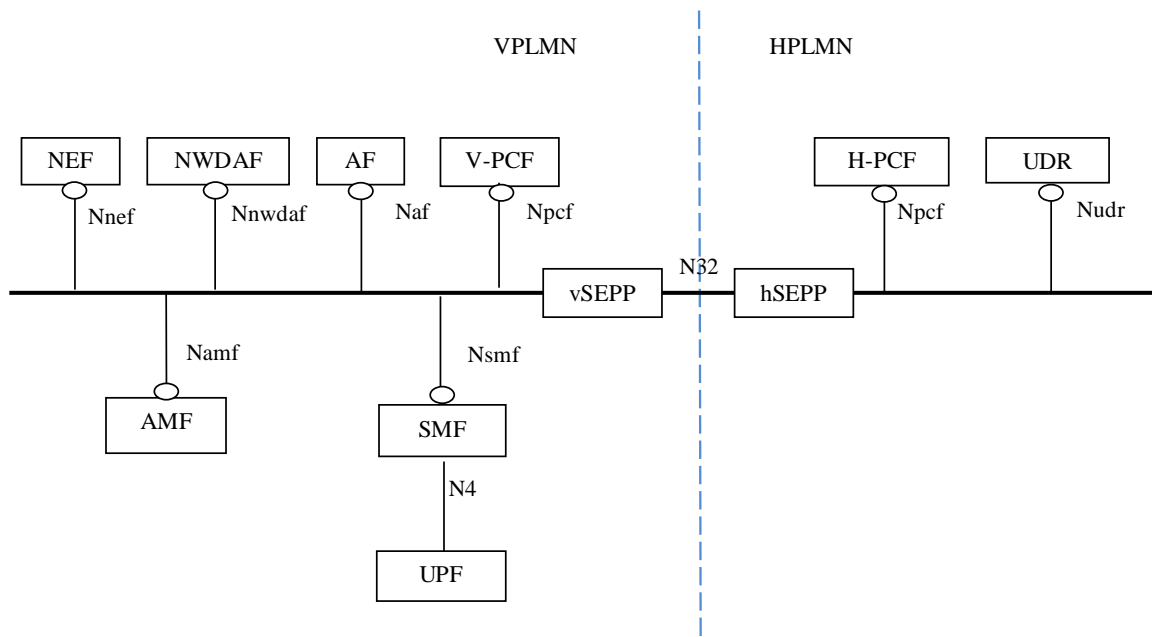 VPLMN
HPLMN
NEF
NWDAF
AF
V-PCF
H-PCF
UDR
Nnef
Nnwdaf
Naf
Npcf
Npcf
Nudr
N32
vSEPP
hSEPP
Namf
Nsmf
AMF
SMF
N4
UPF